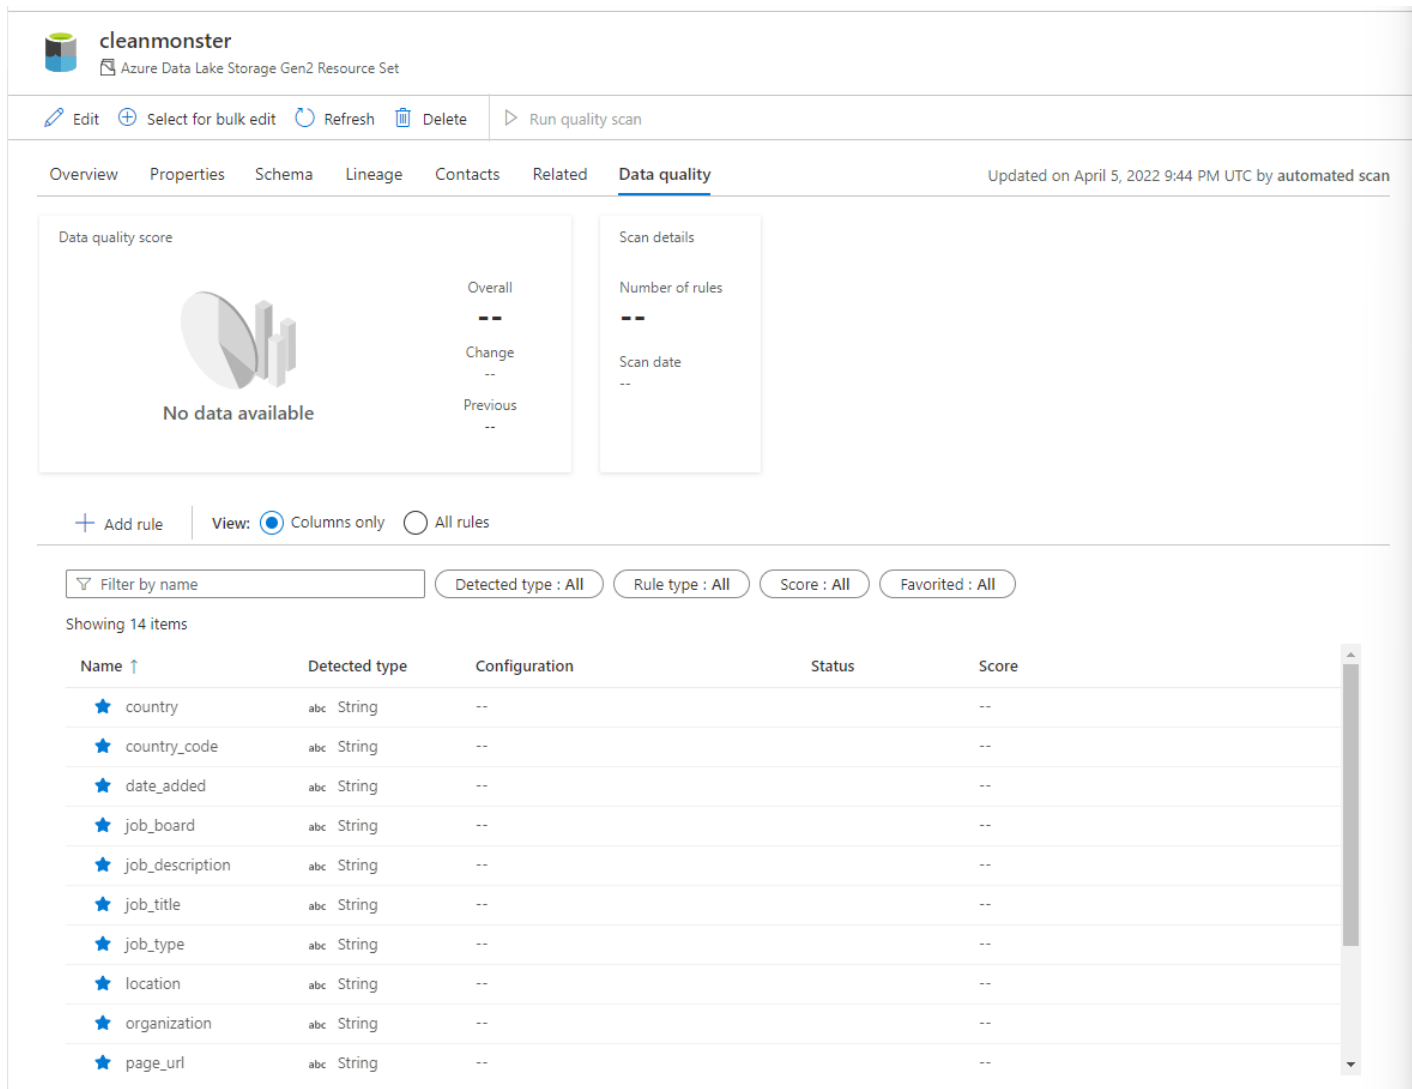 cleanmonster
Azure Data Lake Storage Gen2 Resource Set
Edit Select for bulk edit Refresh Delete Run quality scan
Overview Properties Schema Lineage Contacts Related Data quality Updated on April 5, 2022 9:44 PM UTC by automated scan
Data quality score
No data available
Overall
--
Change
--
Previous
--
Scan details
Number of rules
--
Scan date
--
Add rule View: Columns only All rules
Filter by name Detected type : All Rule type : All Score : All Favorited : All
Showing 14 items
Name ↑ Detected type Configuration Status Score
country abc String -- --
country_code abc String -- --
date_added abc String -- --
job_board abc String -- --
job_description abc String -- --
job_title abc String -- --
job_type abc String -- --
location abc String -- --
organization abc String -- --
page_url abc String -- --